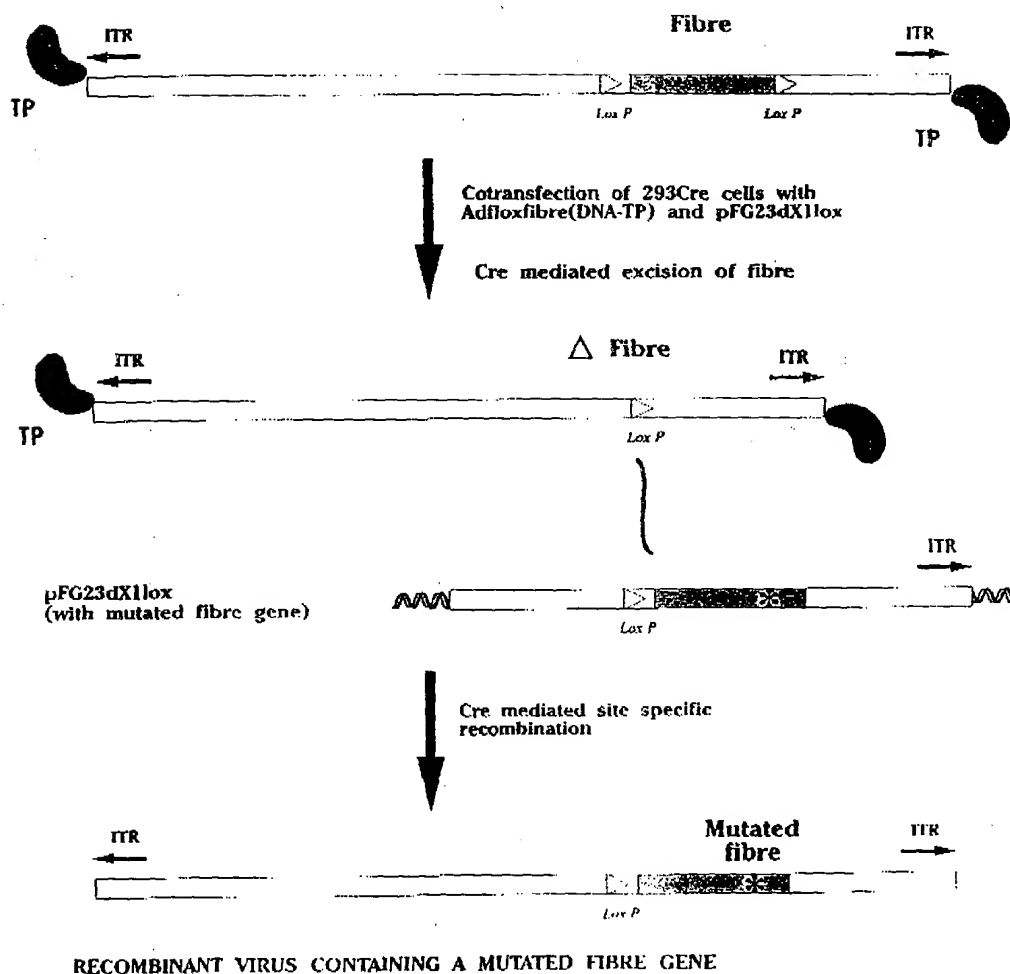 Fibre
ITR
ITR
TP
Lox P
Lox P
TP
Cotransfection of 293Cre cells with
Adfloxfibre(DNA-TP) and pFG23dX1lox
Cre mediated excision of fibre
△ Fibre
ITR
ITR
TP
Lox P
ITR
pFG23dX1lox
(with mutated fibre gene)
Lox P
Cre mediated site specific
recombination
Mutated
fibre
ITR
ITR
Lox P
RECOMBINANT VIRUS CONTAINING A MUTATED FIBRE GENE